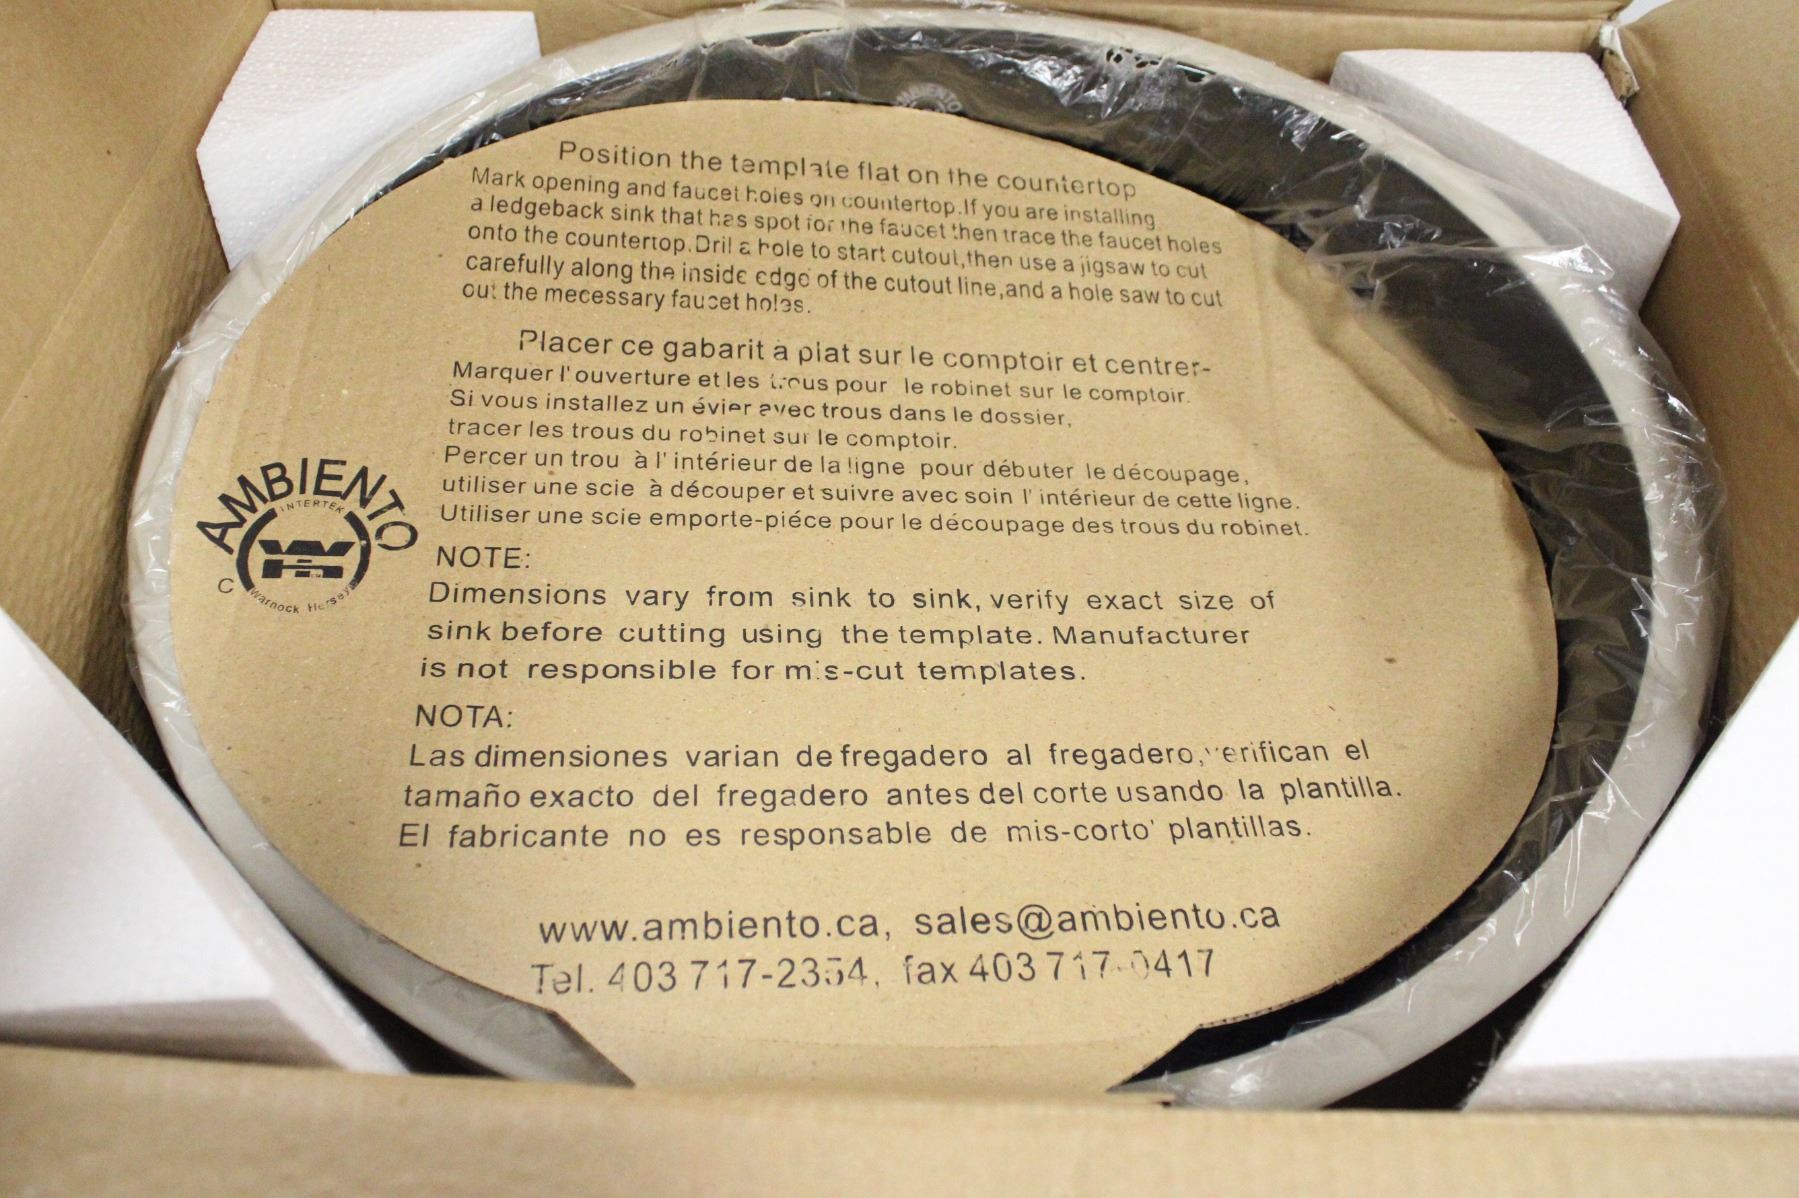 AMBIENTO
Position the template flat on the countertop
Mark opening and faucet holes on countertop.If you are installing
a ledgeback sink that has spot for the faucet then trace the faucet holes
onto the countertop.Dril a hole to start cutout,then use a jigsaw to cut
carefully along the inside edge of the cutout line,and a hole saw to cut
out the mecessary faucet holes.
Placer ce gabarit a plat sur le comptoir et centrer-
Marquer l'ouverture et les trous pour le robinet sur le comptoir.
Si vous installez un évier avec trous dans le dossier,
tracer les trous du robinet sur le comptoir.
Percer un trou à l'intérieur de la ligne pour débuter le découpage,
utiliser une scie à découper et suivre avec soin l'intérieur de cette ligne.
Utiliser une scie emporte-piéce pour le découpage des trous du robinet.
AMBIENTO
INTERTEK
WH
C
Warnock Hersey
NOTE:
Dimensions vary from sink to sink, verify exact size of
sink before cutting using the template. Manufacturer
is not responsible for mis-cut templates.
NOTA:
Las dimensiones varian de fregadero al fregadero, verifican el
tamaño exacto del fregadero antes del corte usando la plantilla.
El fabricante no es responsable de mis-corto' plantillas.
www.ambiento.ca, sales@ambiento.ca
Tel. 403 717-2354, fax 403 717-0417